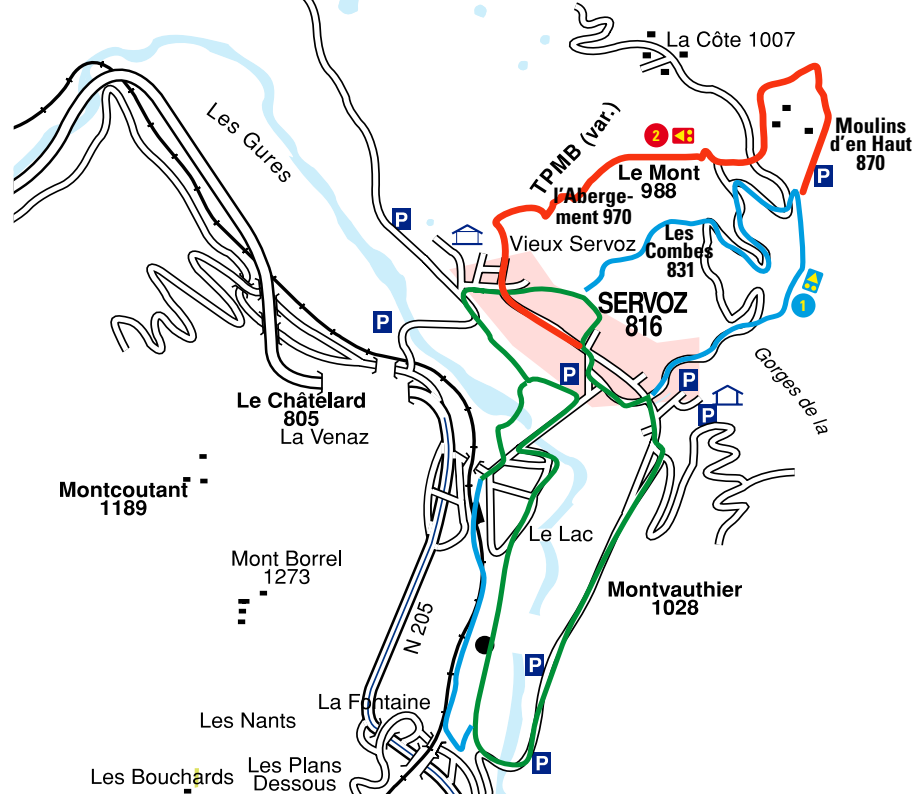 La Côte 1007
Les Gures
TPMB (var.)
2
Moulins
d'en Haut
870
P
Le Mont
988
l'Aberge-
ment 970
P
Vieux Servoz
Les
Combes
831
SERVOZ
816
1
P
P
P
P
Gorges de la
Le Châtelard
805
La Venaz
Montcoutant
1189
Le Lac
Mont Borrel
1273
Montvauthier
1028
N 205
P
La Fontaine
Les Nants
P
Les Bouchards
Les Plans
Dessous